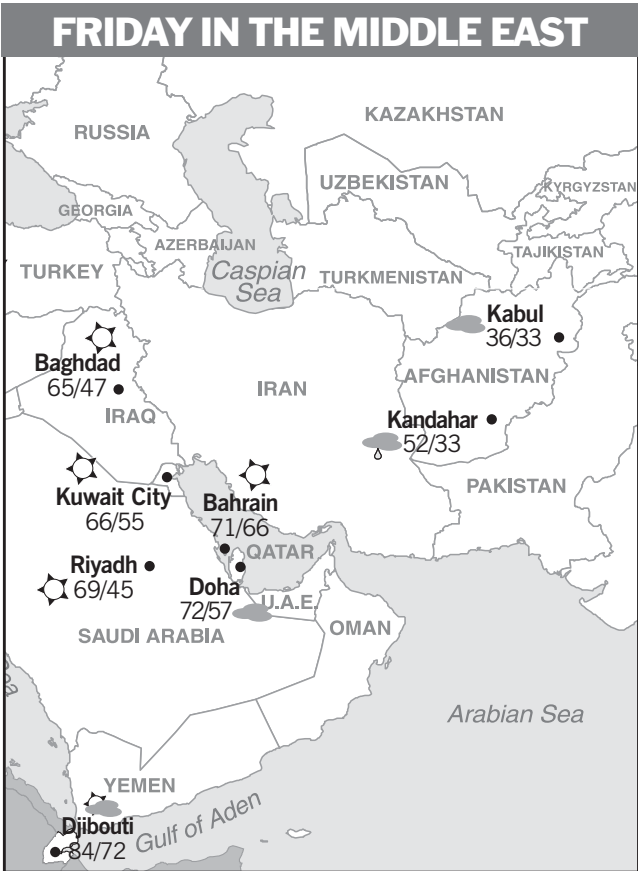 FRIDAY IN THE MIDDLE EAST
KAZAKHSTAN
RUSSIA
UZBEKISTAN
KYRGYZSTAN
GEORGIA
AZERBAIJAN
TAJIKISTAN
TURKEY
Caspian
Sea
TURKMENISTAN
Kabul
36/33
Baghdad
65/47
IRAN
AFGHANISTAN
IRAQ
Kandahar
52/33
PAKISTAN
Kuwait City
66/55
Bahrain
71/66
QATAR
Riyadh
69/45
Doha
72/57
U.A.E.
SAUDI ARABIA
OMAN
Arabian Sea
YEMEN
Gulf of Aden
Djibouti
84/72